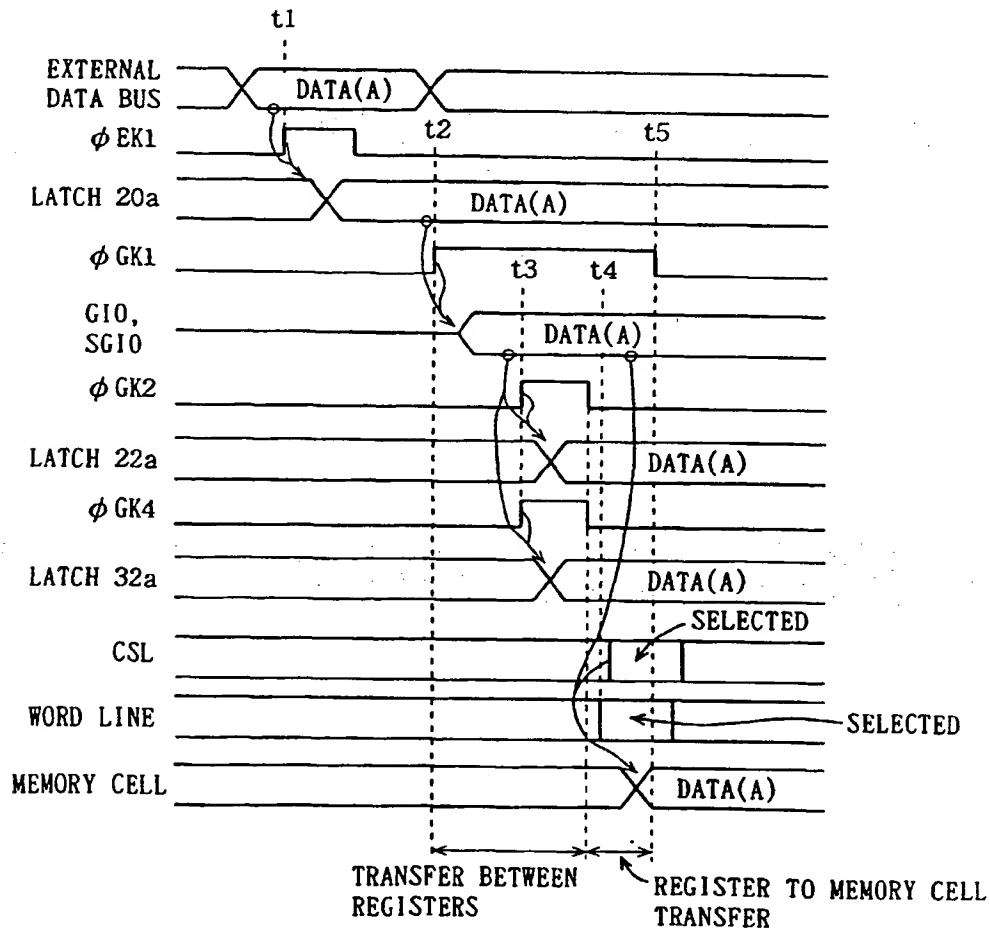 t1
EXTERNAL
DATA BUS
DATA(A)
φEK1
t2
t5
LATCH 20a
DATA(A)
φGK1
t3
t4
GIO,
SGIO
DATA(A)
φGK2
LATCH 22a
DATA(A)
φGK4
LATCH 32a
DATA(A)
SELECTED
CSL
WORD LINE
SELECTED
MEMORY CELL
DATA(A)
TRANSFER BETWEEN
REGISTERS
REGISTER TO MEMORY CELL
TRANSFER